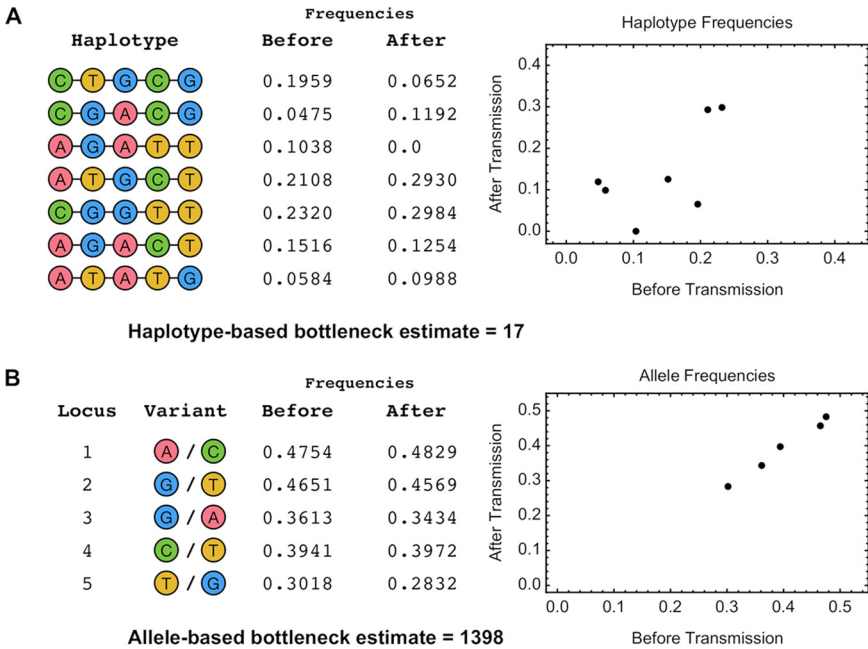 A
Frequencies
Haplotype Before After
C T G C G 0.1959 0.0652
C G A C G 0.0475 0.1192
A G A T T 0.1038 0.0
A T G C T 0.2108 0.2930
C G G T T 0.2320 0.2984
A G A C T 0.1516 0.1254
A T A T G 0.0584 0.0988
Haplotype Frequencies
After Transmission
0.4
0.3
0.2
0.1
0.0
0.0 0.1 0.2 0.3 0.4
Before Transmission
Haplotype-based bottleneck estimate = 17
B
Frequencies
Locus Variant Before After
1 A / C 0.4754 0.4829
2 G / T 0.4651 0.4569
3 G / A 0.3613 0.3434
4 C / T 0.3941 0.3972
5 T / G 0.3018 0.2832
Allele Frequencies
After Transmission
0.5
0.4
0.3
0.2
0.1
0.0
0.0 0.1 0.2 0.3 0.4 0.5
Before Transmission
Allele-based bottleneck estimate = 1398